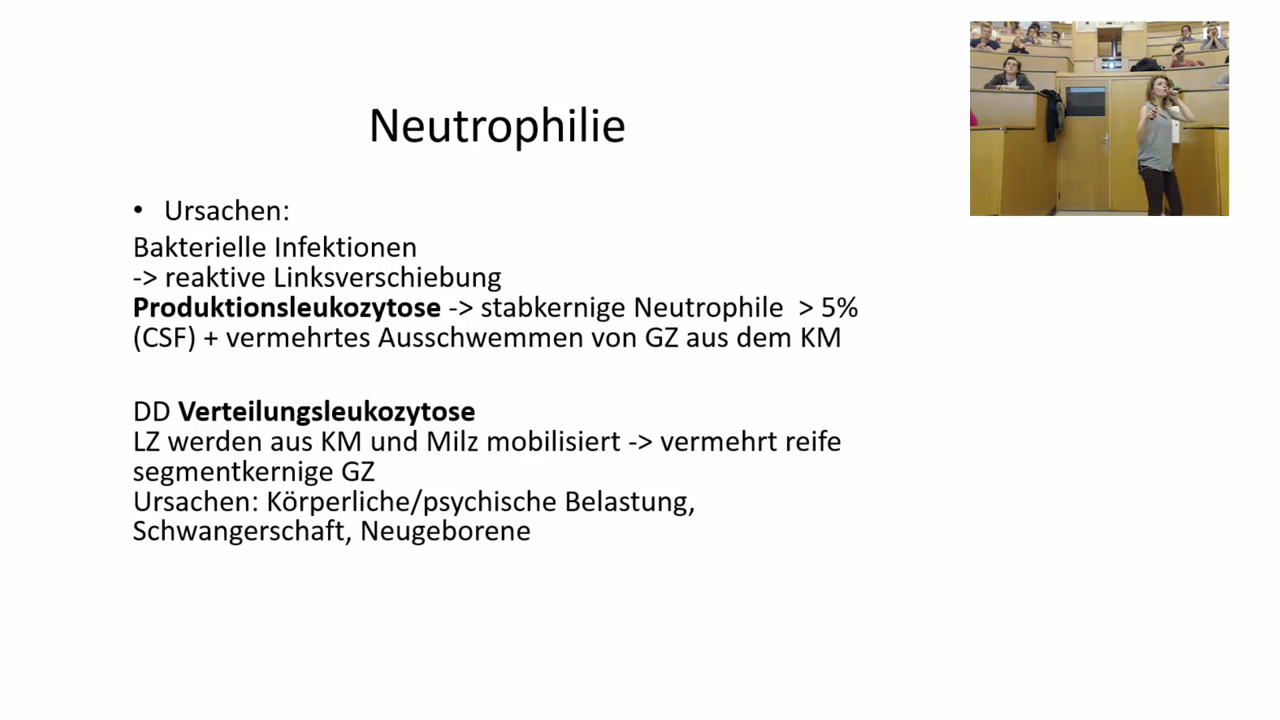 Neutrophilie
• Ursachen:
Bakterielle Infektionen
-> reaktive Linksverschiebung
Produktionsleukozytose -> stabkernige Neutrophile > 5%
(CSF) + vermehrtes Ausschwemmen von GZ aus dem KM
DD Verteilungsleukozytose
LZ werden aus KM und Milz mobilisiert -> vermehrt reife
segmentkernige GZ
Ursachen: Körperliche/psychische Belastung,
Schwangerschaft, Neugeborene